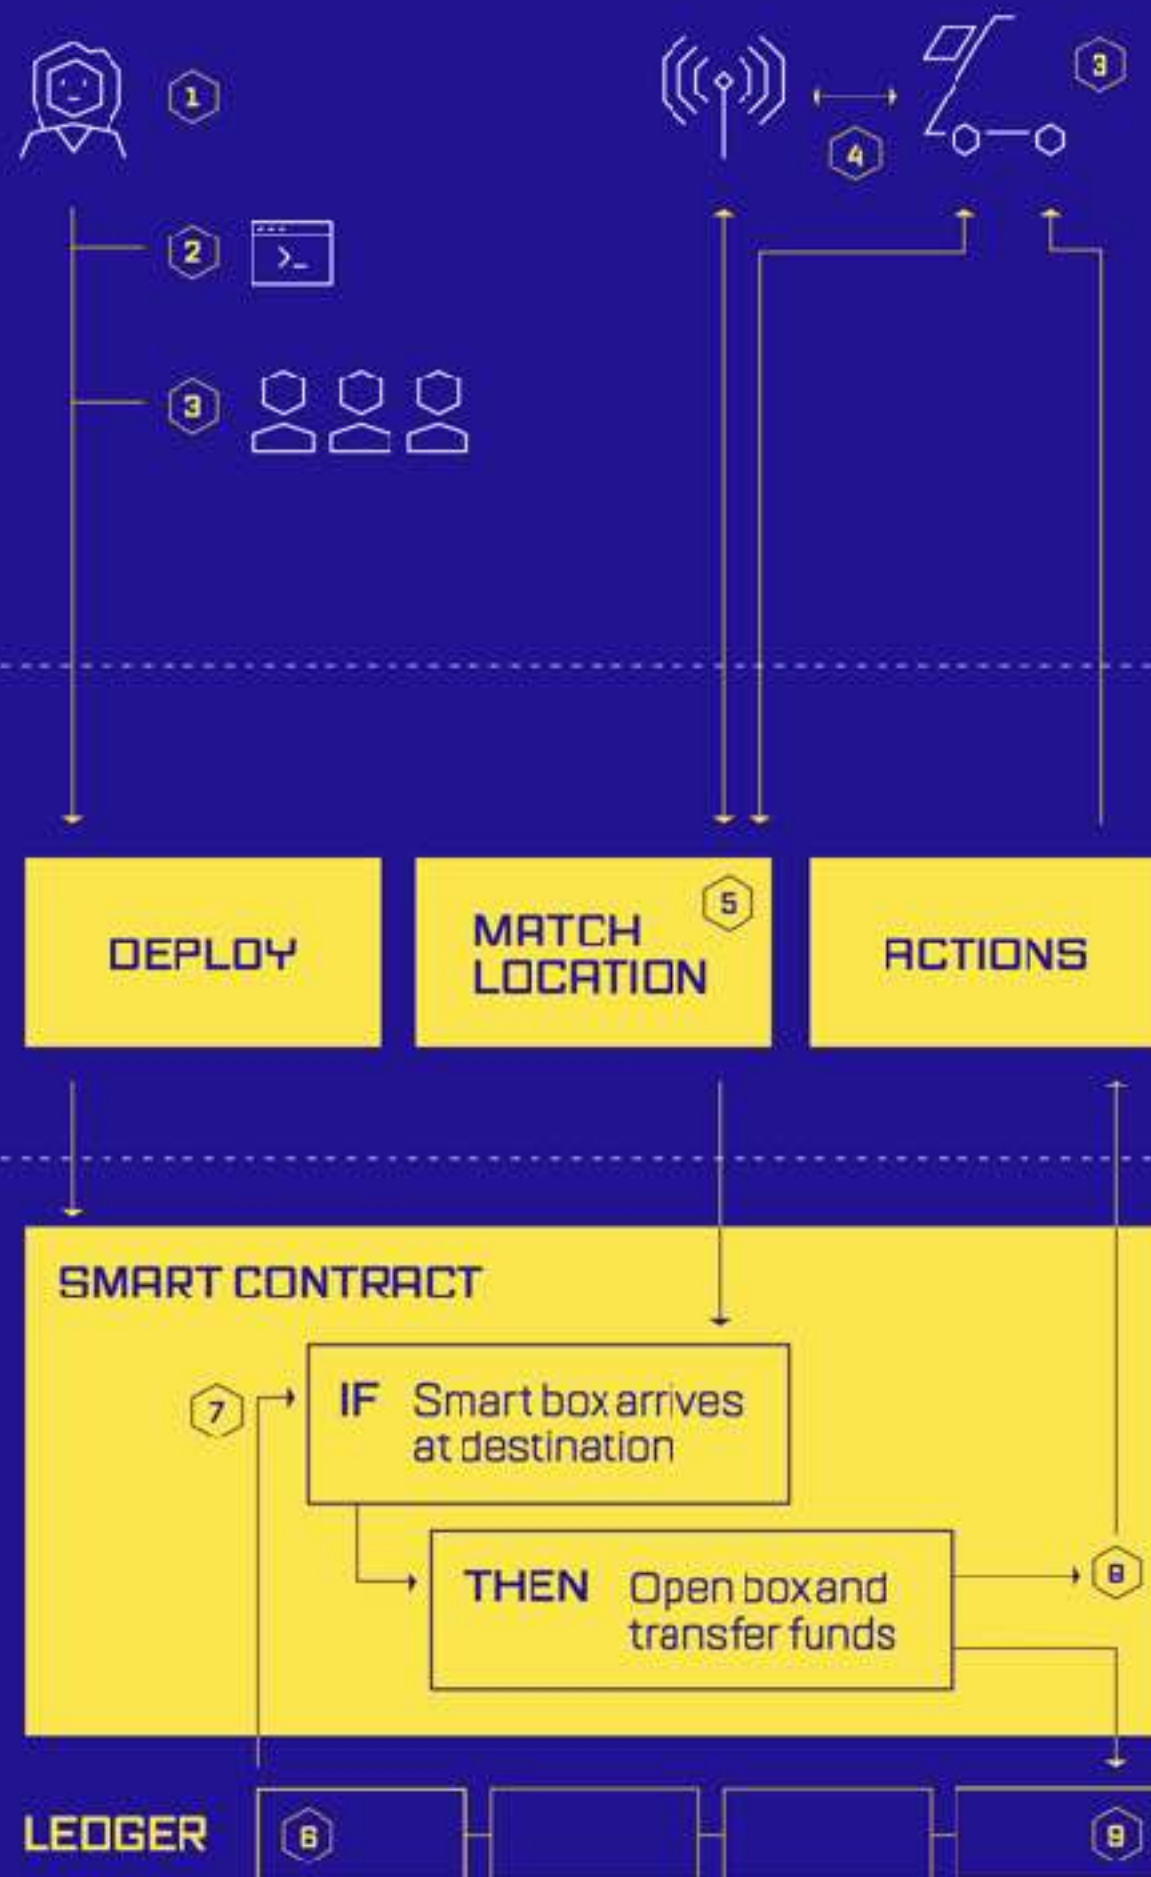 1
3
4
2
>_
3
DEPLOY
MATCH
LOCATION
5
ACTIONS
SMART CONTRACT
7
IF Smart box arrives
at destination
THEN Open box and
transfer funds
8
LEDGER
6
9